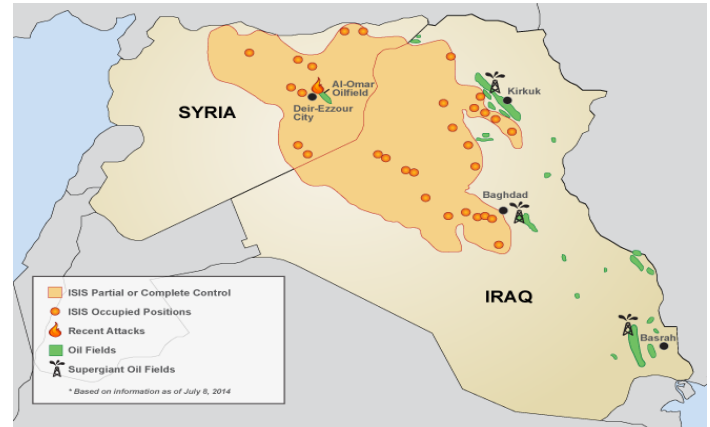 Al-Omar
Oilfield
Deir-Ezzour
City
SYRIA
Kirkuk
Baghdad
IRAQ
Basrah
ISIS Partial or Complete Control
ISIS Occupied Positions
Recent Attacks
Oil Fields
Supergiant Oil Fields
* Based on information as of July 8, 2014